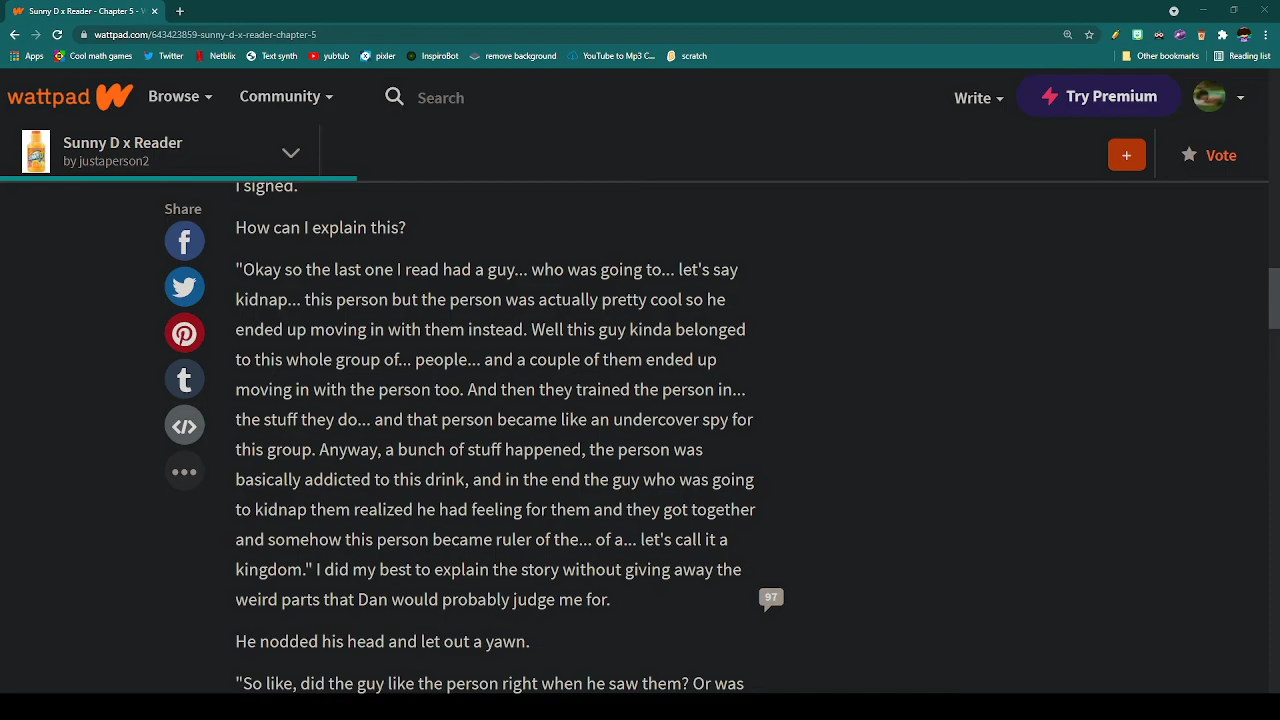 Sunny D x Reader - Chapter 5 - V
wattpad.com/643423859-sunny-d-x-reader-chapter-5
Apps
Cool math games
Twitter
Netblix
Text synth
yubtub
pixler
InspiroBot
remove background
YouTube to Mp3 C...
scratch
Other bookmarks
Reading list
wattpad
Browse
Community
Search
Write
Try Premium
Sunny D x Reader
by justaperson2
+
Vote
I signed.
Share
How can I explain this?
"Okay so the last one I read had a guy... who was going to... let's say
kidnap... this person but the person was actually pretty cool so he
ended up moving in with them instead. Well this guy kinda belonged
to this whole group of... people... and a couple of them ended up
moving in with the person too. And then they trained the person in...
the stuff they do... and that person became like an undercover spy for
this group. Anyway, a bunch of stuff happened, the person was
basically addicted to this drink, and in the end the guy who was going
to kidnap them realized he had feeling for them and they got together
and somehow this person became ruler of the... of a... let's call it a
kingdom." I did my best to explain the story without giving away the
weird parts that Dan would probably judge me for.
97
He nodded his head and let out a yawn.
"So like, did the guy like the person right when he saw them? Or was